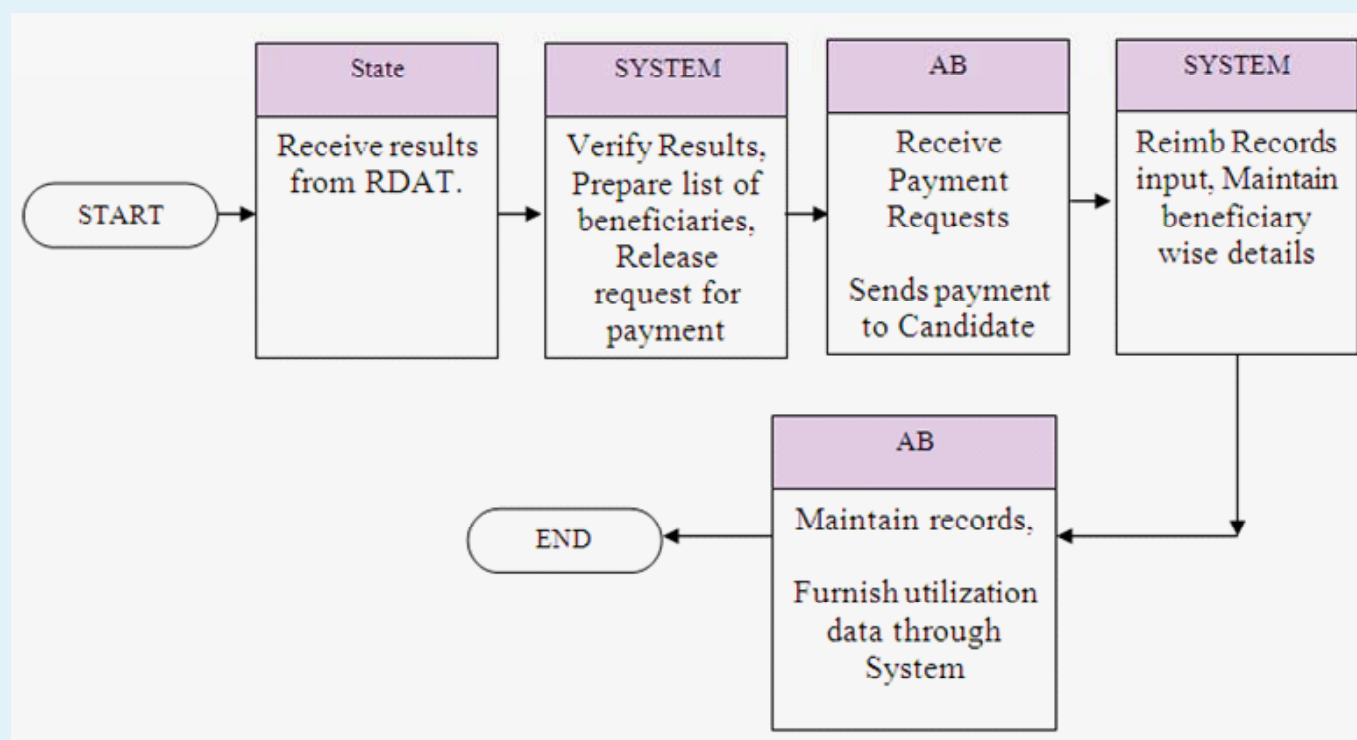 START
State
Receive results
from RDAT.
SYSTEM
Verify Results,
Prepare list of
beneficiaries,
Release
request for
payment
AB
Receive
Payment
Requests
Sends payment
to Candidate
SYSTEM
Reimb Records
input, Maintain
beneficiary
wise details
AB
Maintain records,
Furnish utilization
data through
System
END